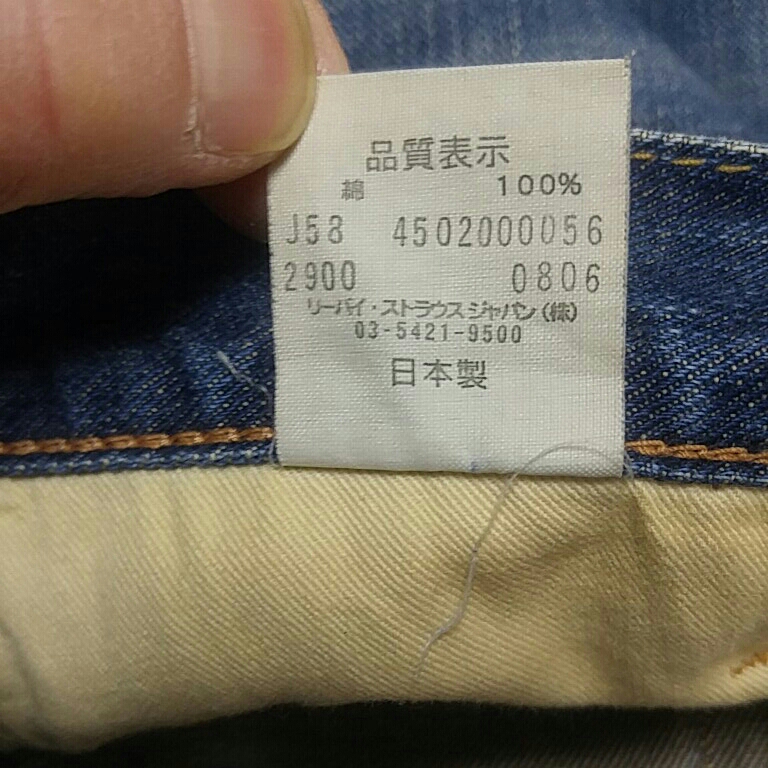 品質表示
綿 100%
J58 4502000056
2900 0806
リーバイ・ストラウスジャパン(株)
03-5421-9500
日本製